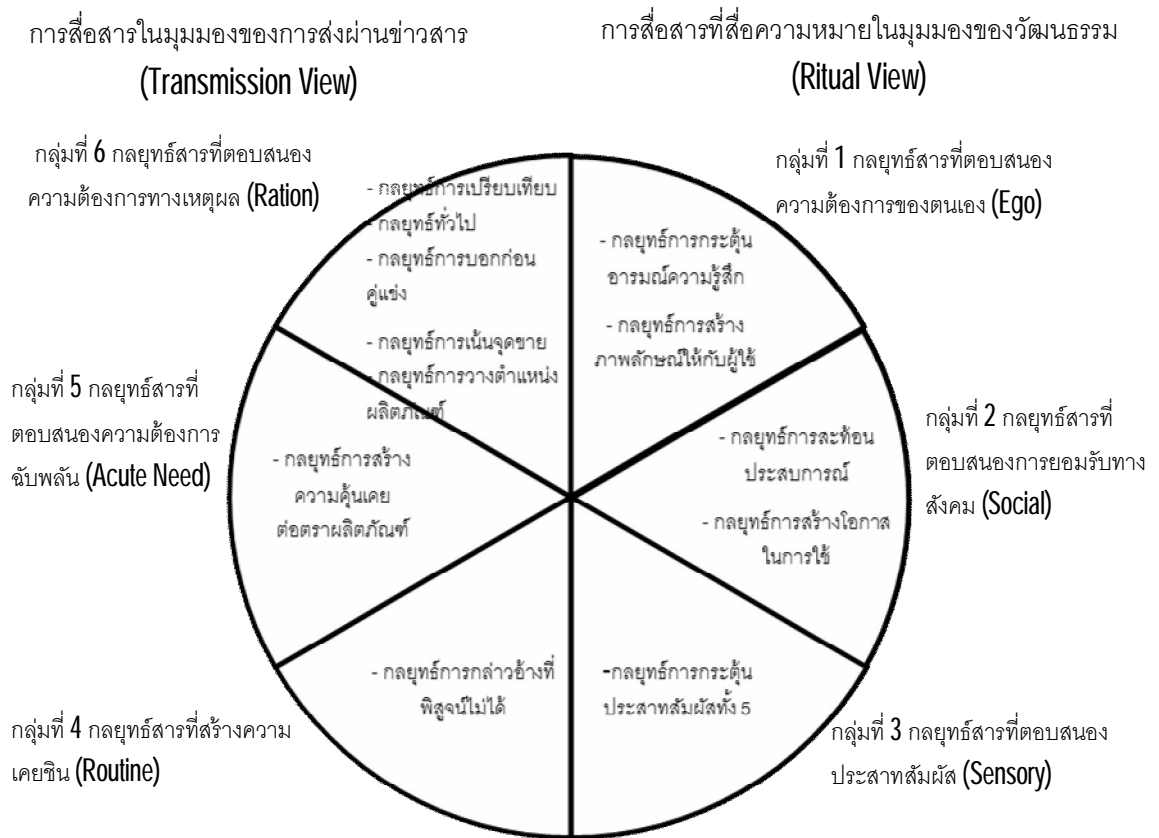 การสื่อสารในมุมมองของการส่งผ่านข่าวสาร
(Transmission View)
การสื่อสารที่สื่อความหมายในมุมมองของวัฒนธรรม
(Ritual View)
กลุ่มที่ 6 กลยุทธ์สารที่ตอบสนอง
ความต้องการทางเหตุผล (Ration)
- กลยุทธ์การเปรียบเทียบ
- กลยุทธ์ทั่วไป
- กลยุทธ์การบอกก่อน
คู่แข่ง
- กลยุทธ์การเน้นจุดขาย
- กลยุทธ์การวางตำแหน่ง
ผลิตภัณฑ์
กลุ่มที่ 1 กลยุทธ์สารที่ตอบสนอง
ความต้องการของตนเอง (Ego)
- กลยุทธ์การกระตุ้น
อารมณ์ความรู้สึก
- กลยุทธ์การสร้าง
ภาพลักษณ์ให้กับผู้ใช้
กลุ่มที่ 5 กลยุทธ์สารที่
ตอบสนองความต้องการ
ฉับพลัน (Acute Need)
- กลยุทธ์การสร้าง
ความคุ้นเคย
ต่อตราผลิตภัณฑ์
กลุ่มที่ 2 กลยุทธ์สารที่
ตอบสนองการยอมรับทาง
สังคม (Social)
- กลยุทธ์การสะท้อน
ประสบการณ์
- กลยุทธ์การสร้างโอกาส
ในการใช้
กลุ่มที่ 4 กลยุทธ์สารที่สร้างความ
เคยชิน (Routine)
- กลยุทธ์การกล่าวอ้างที่
พิสูจน์ไม่ได้
-กลยุทธ์การกระตุ้น
ประสาทสัมผัสทั้ง 5
กลุ่มที่ 3 กลยุทธ์สารที่ตอบสนอง
ประสาทสัมผัส (Sensory)